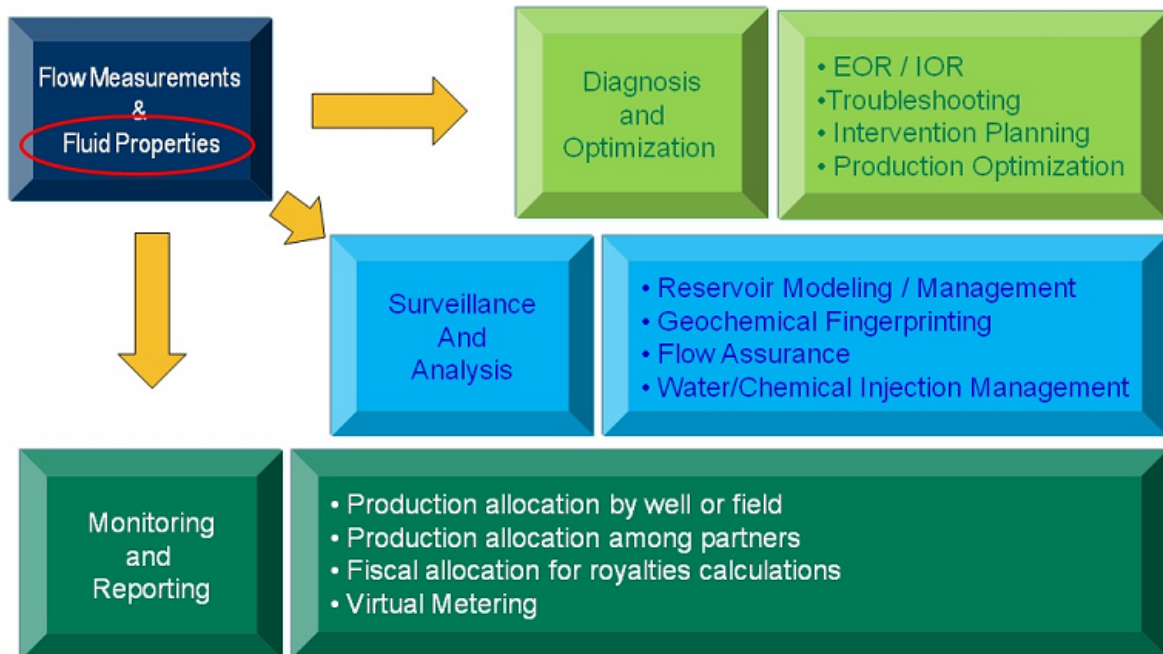 Flow Measurements
&
Fluid Properties
Diagnosis
and
Optimization
• EOR / IOR
•Troubleshooting
• Intervention Planning
• Production Optimization
Surveillance
And
Analysis
• Reservoir Modeling / Management
• Geochemical Fingerprinting
• Flow Assurance
• Water/Chemical Injection Management
Monitoring
and
Reporting
• Production allocation by well or field
• Production allocation among partners
• Fiscal allocation for royalties calculations
• Virtual Metering